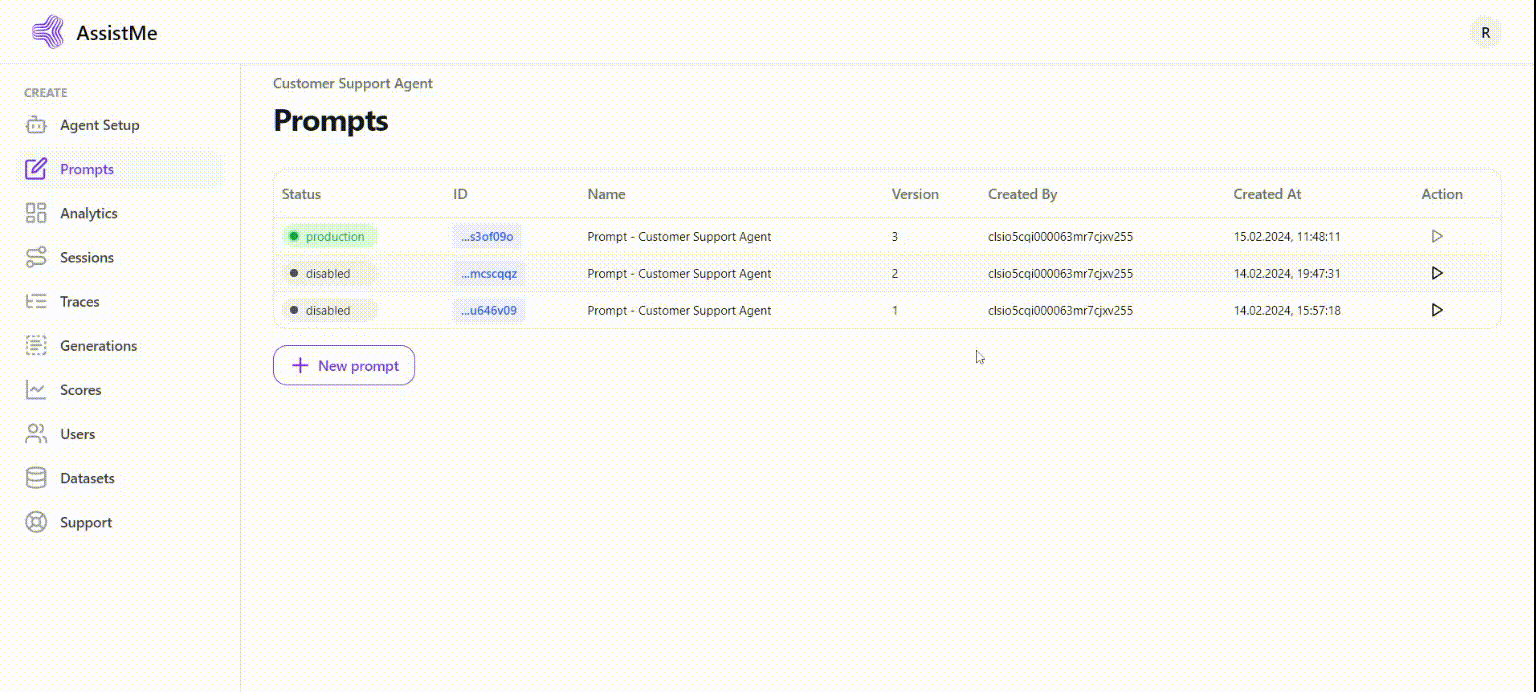 AssistMe
R
CREATE
Agent Setup
Prompts
Analytics
Sessions
Traces
Generations
Scores
Users
Datasets
Support
Customer Support Agent
Prompts
Status ID Name Version Created By Created At Action
production ...s3of09o Prompt - Customer Support Agent 3 clsio5cqi000063mr7cjxv255 15.02.2024, 11:48:11
disabled ...mcscqqz Prompt - Customer Support Agent 2 clsio5cqi000063mr7cjxv255 14.02.2024, 19:47:31
disabled ...u646v09 Prompt - Customer Support Agent 1 clsio5cqi000063mr7cjxv255 14.02.2024, 15:57:18
New prompt